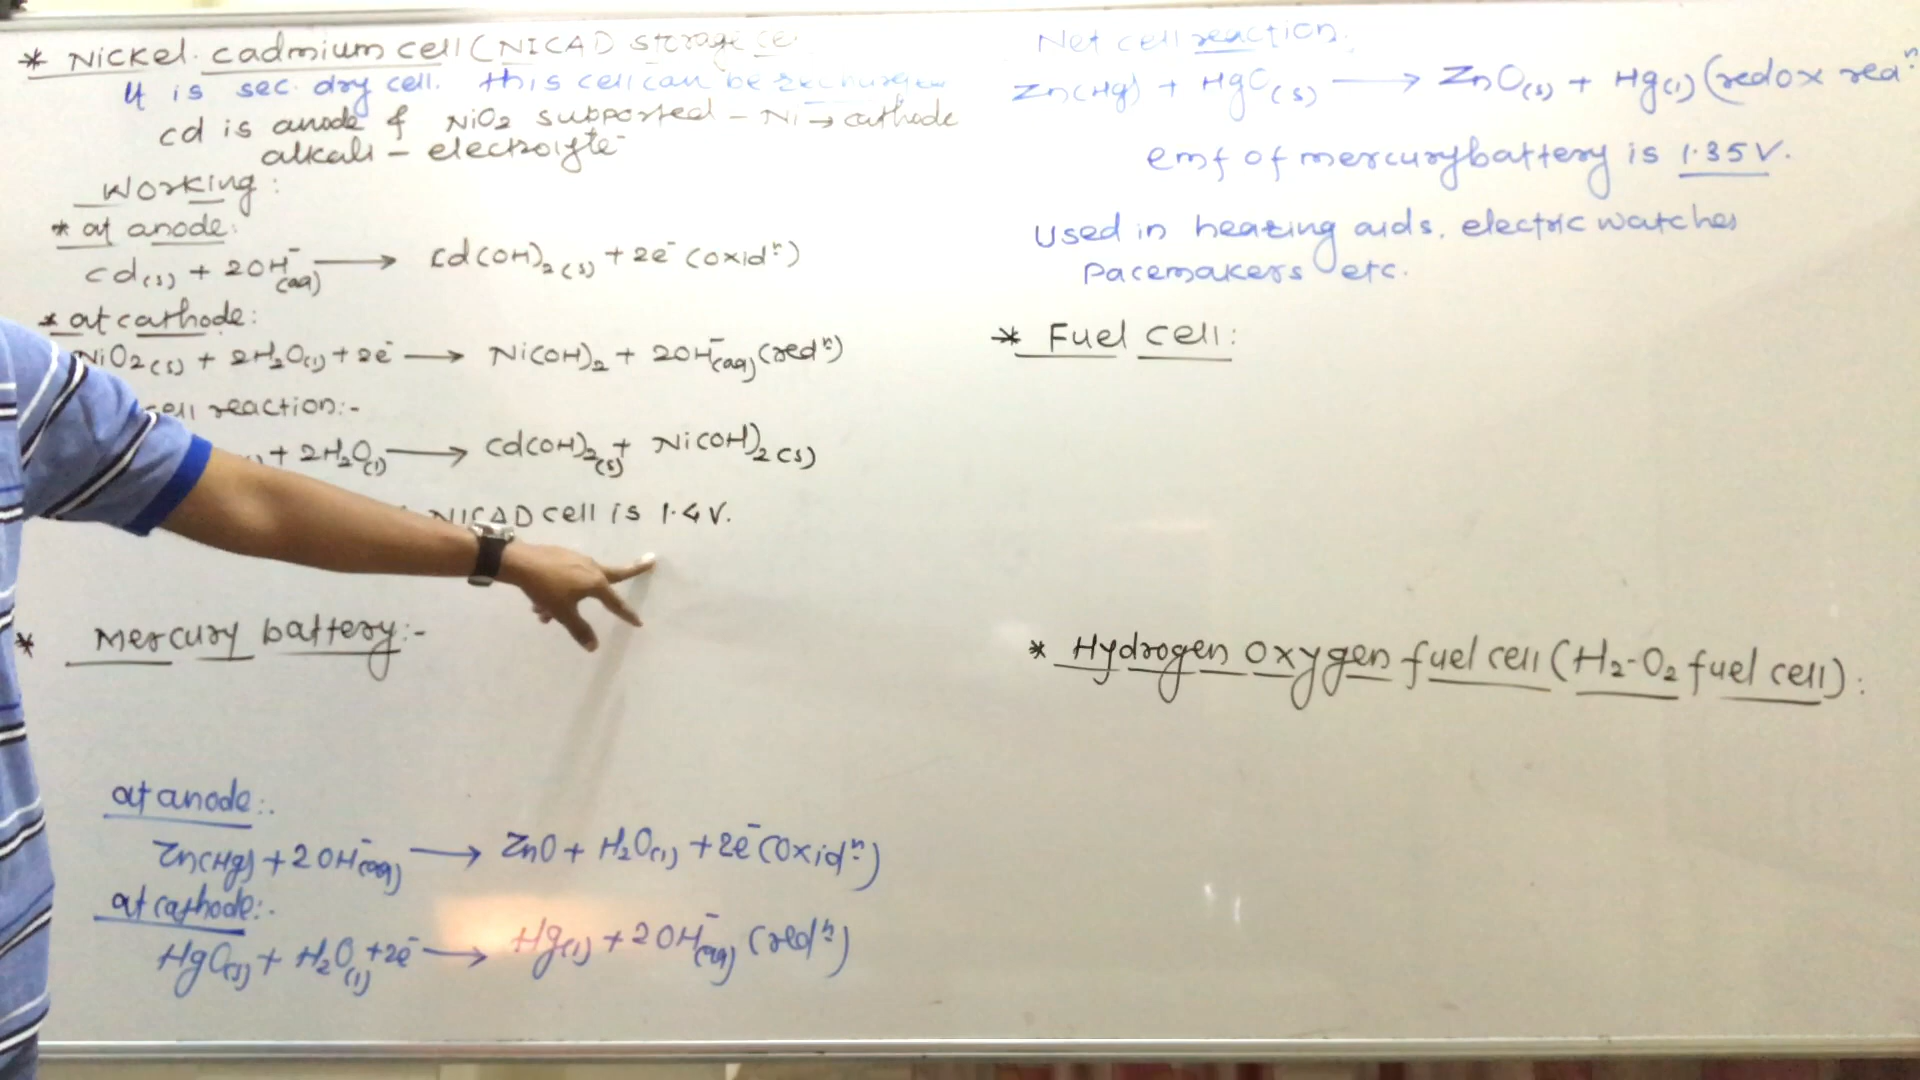 * Nickel. cadmium cell (NICAD storage ce
It is sec. dry cell. this cell can be
cd is anode & NiO₂ supported - Ni → cathode
alkali - electrolyte
Working :
* at anode:
cd(s) + 2OH⁻(aq) ⟶ cd(OH)₂(s) + 2e⁻ (oxidⁿ)
* at cathode:
NiO₂(s) + 2H₂O(l) + 2e⁻ ⟶ Ni(OH)₂ + 2OH⁻(aq) (redⁿ)
cell reaction:-
+ 2H₂O(l) ⟶ Cd(OH)₂(s) + Ni(OH)₂(s)
NICAD cell is 1.4 V.
* Mercury battery:-
at anode:.
Zn(Hg) + 2OH⁻(aq) ⟶ ZnO + H₂O(l) + 2e⁻ (Oxidⁿ)
at cathode:.
HgO(s) + H₂O(l) + 2e⁻ ⟶ Hg(l) + 2OH⁻(aq) (redⁿ)
Net cell reaction.
Zn(Hg) + HgO(s) ⟶ ZnO(s) + Hg(l) (redox reaⁿ.
emf of mercury battery is 1.35 V.
Used in hearing aids. electric watches
Pacemakers etc.
* Fuel cell:
* Hydrogen Oxygen fuel cell (H₂-O₂ fuel cell) :